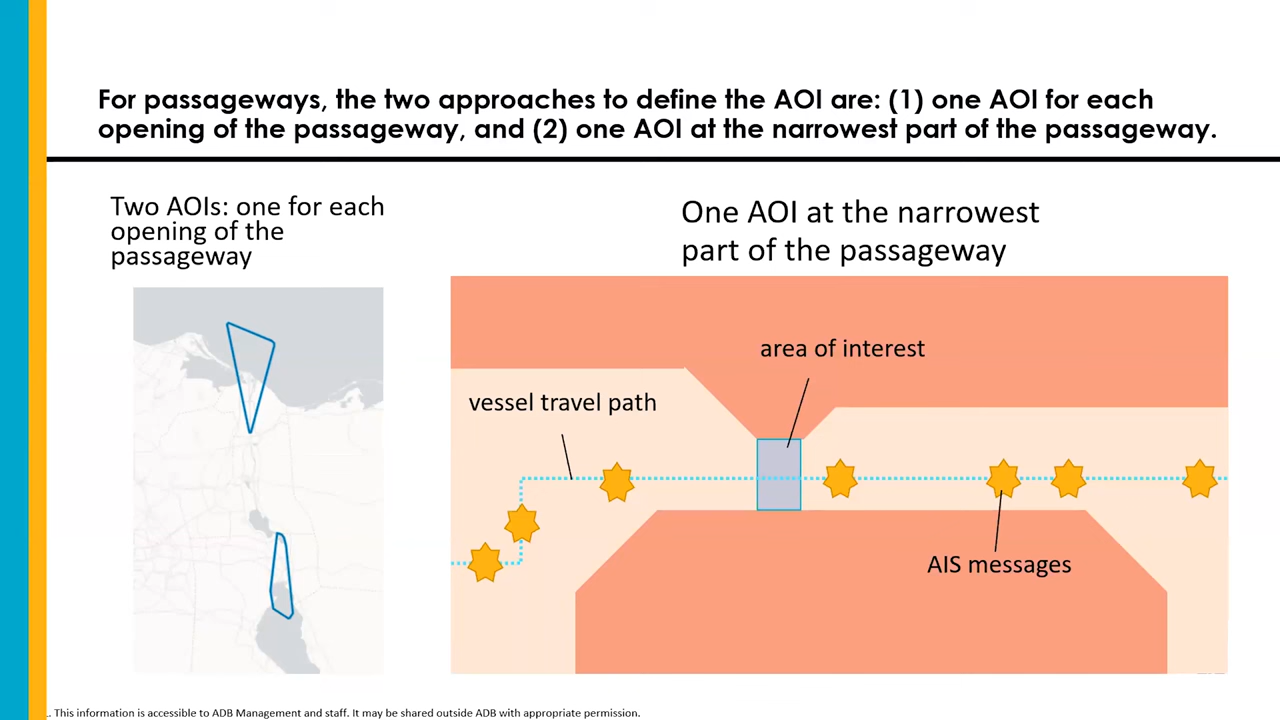 For passageways, the two approaches to define the AOI are: (1) one AOI for each
opening of the passageway, and (2) one AOI at the narrowest part of the passageway.
Two AOIs: one for each
opening of the
passageway
One AOI at the narrowest
part of the passageway
area of interest
vessel travel path
AIS messages
. This information is accessible to ADB Management and staff. It may be shared outside ADB with appropriate permission.